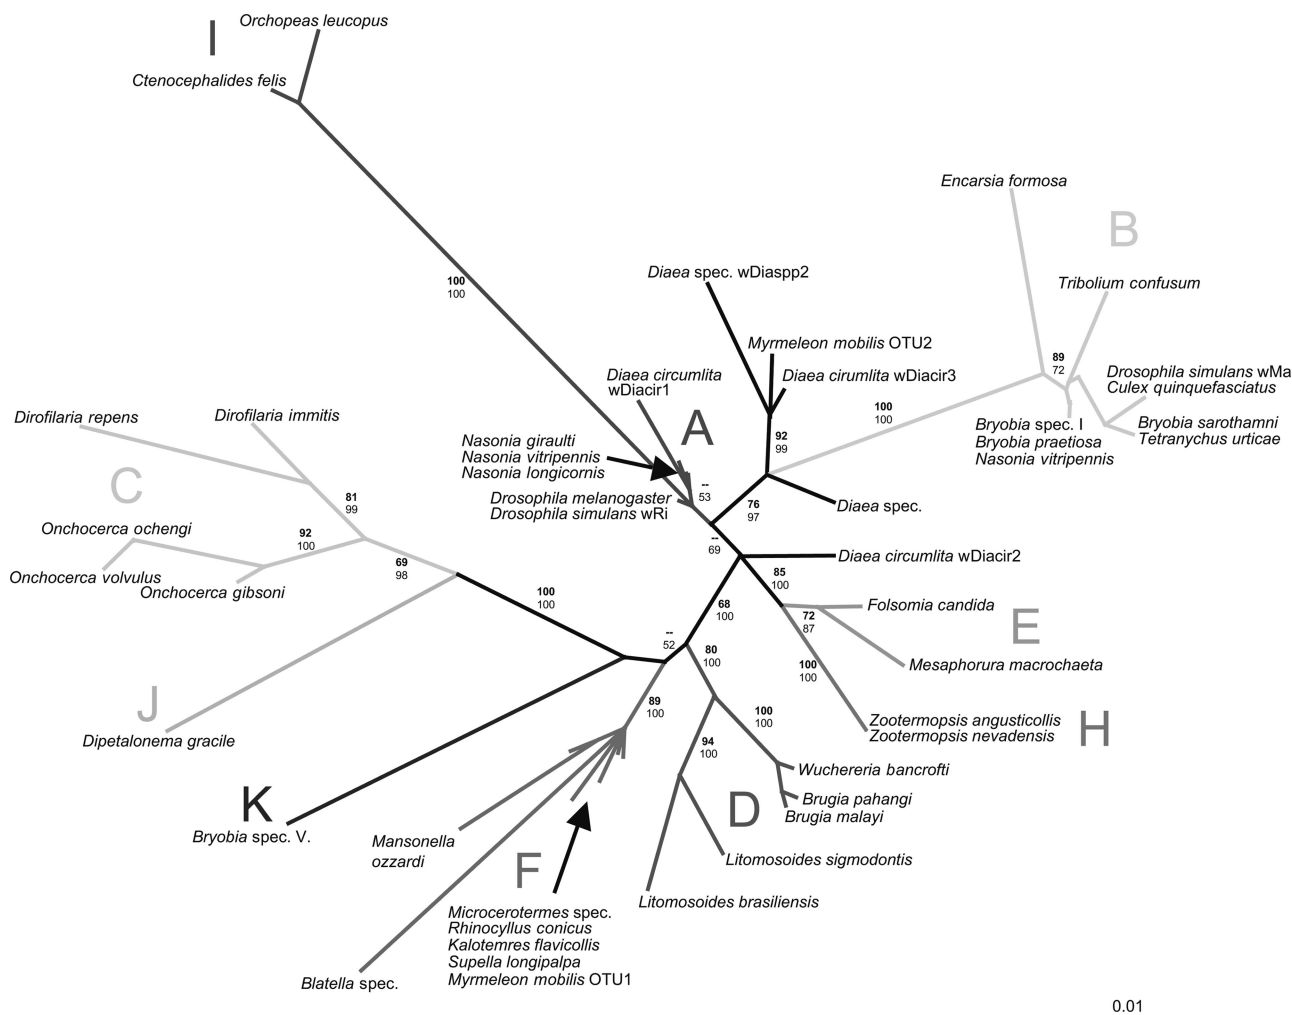 I
Orchopeas leucopus
Ctenocephalides felis
100
100
Encarsia formosa
B
Tribolium confusum
Diaea spec. wDiaspp2
Myrmeleon mobilis OTU2
Diaea cirumlita wDiacir3
89
72
Drosophila simulans wMa
Culex quinquefasciatus
Bryobia sarothamni
Tetranychus urticae
Bryobia spec. I
Bryobia praetiosa
Nasonia vitripennis
100
100
Diaea circumlita
wDiacir1
A
Nasonia giraulti
Nasonia vitripennis
Nasonia longicornis
Drosophila melanogaster
Drosophila simulans wRi
--
53
92
99
76
97
Diaea spec.
--
69
Diaea circumlita wDiacir2
Dirofilaria repens
Dirofilaria immitis
C
81
99
Onchocerca ochengi
92
100
Onchocerca volvulus
Onchocerca gibsoni
69
98
100
100
68
100
85
100
Folsomia candida
72
87
E
Mesaphorura macrochaeta
100
100
--
52
80
100
J
Dipetalonema gracile
89
100
100
100
Zootermopsis angusticollis
Zootermopsis nevadensis
H
94
100
Wuchereria bancrofti
Brugia pahangi
Brugia malayi
D
K
Bryobia spec. V.
Mansonella
ozzardi
F
Litomosoides sigmodontis
Litomosoides brasiliensis
Microcerotermes spec.
Rhinocyllus conicus
Kalotemres flavicollis
Supella longipalpa
Myrmeleon mobilis OTU1
Blatella spec.
0.01